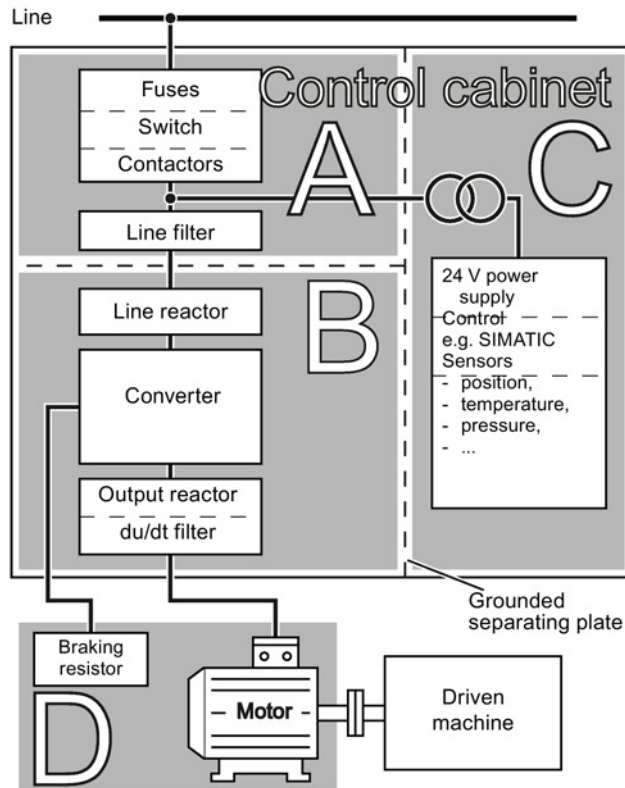 Line
Control cabinet
Fuses
Switch
Contactors
A
Line filter
C
24 V power
supply
Control
e.g. SIMATIC
Sensors
- position,
- temperature,
- pressure,
- ...
B
Line reactor
Converter
Output reactor
du/dt filter
Grounded
separating plate
Braking
resistor
D
Motor
Driven
machine